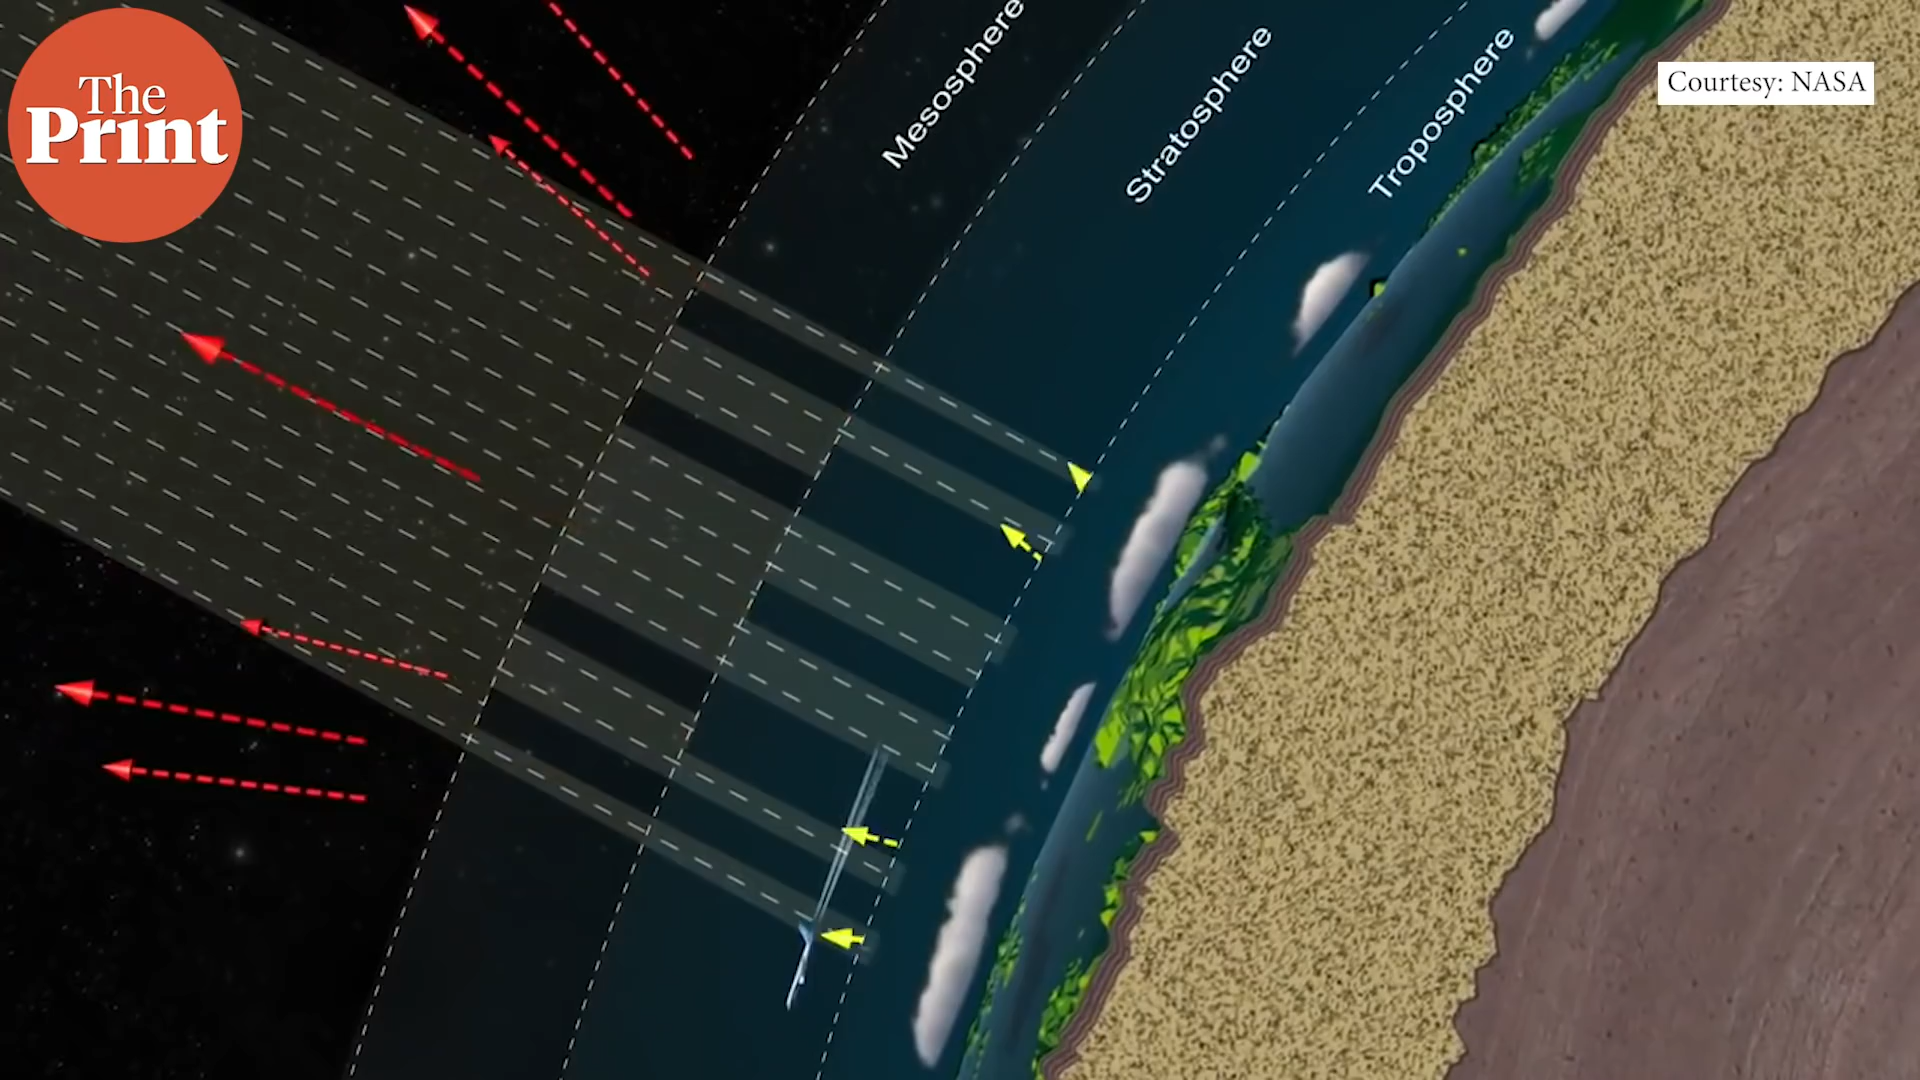 The
Print
Mesosphere
Stratosphere
Troposphere
Courtesy: NASA